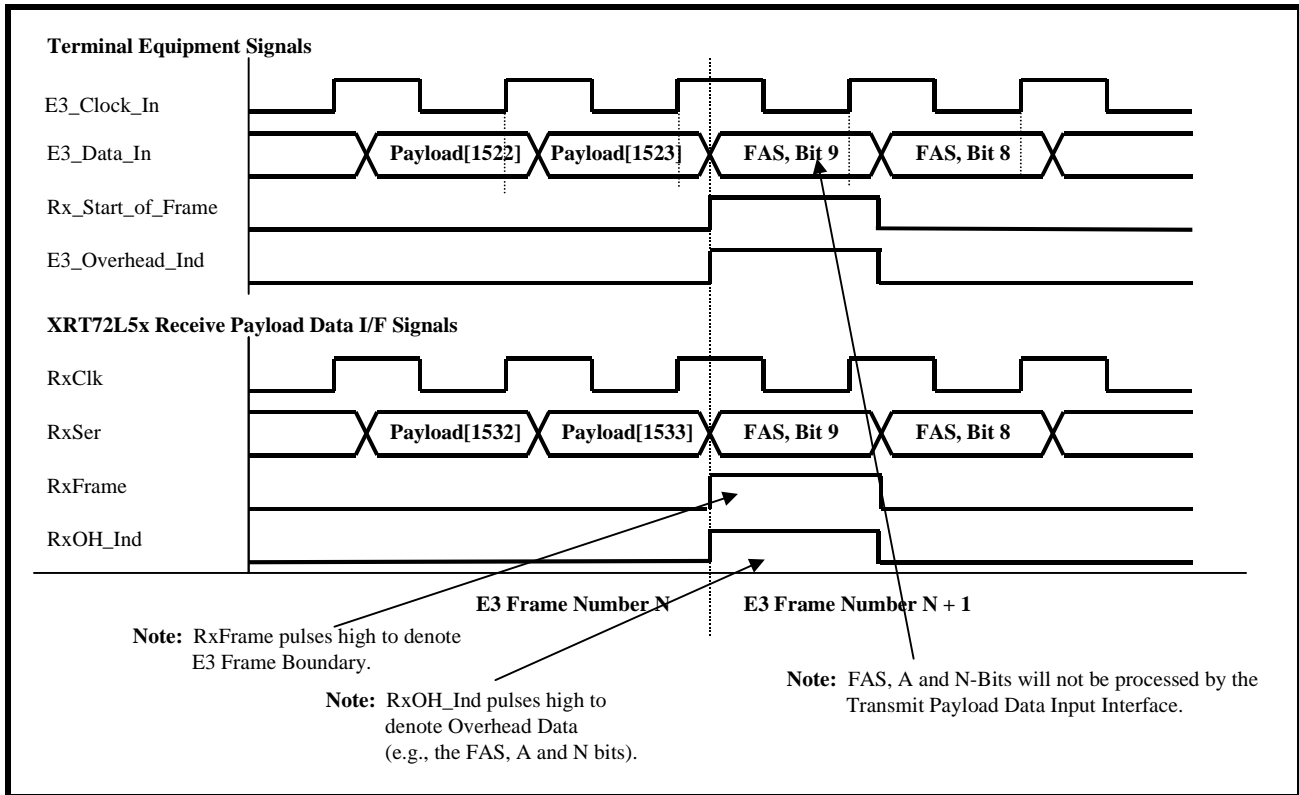 Terminal Equipment Signals
E3_Clock_In
E3_Data_In
Payload[1522]
Payload[1523]
FAS, Bit 9
FAS, Bit 8
Rx_Start_of_Frame
E3_Overhead_Ind
XRT72L5x Receive Payload Data I/F Signals
RxClk
RxSer
Payload[1532]
Payload[1533]
FAS, Bit 9
FAS, Bit 8
RxFrame
RxOH_Ind
E3 Frame Number N
E3 Frame Number N + 1
Note: RxFrame pulses high to denote
E3 Frame Boundary.
Note: RxOH_Ind pulses high to
denote Overhead Data
(e.g., the FAS, A and N bits).
Note: FAS, A and N-Bits will not be processed by the
Transmit Payload Data Input Interface.